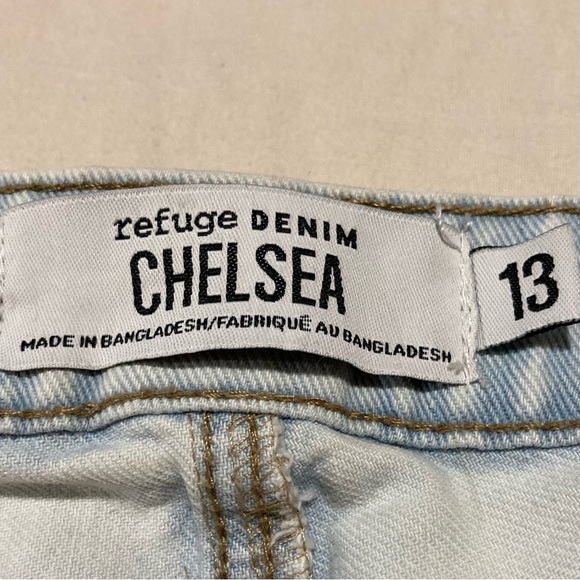 refuge DENIM
CHELSEA
MADE IN BANGLADESH/FABRIQUÉ AU BANGLADESH
13